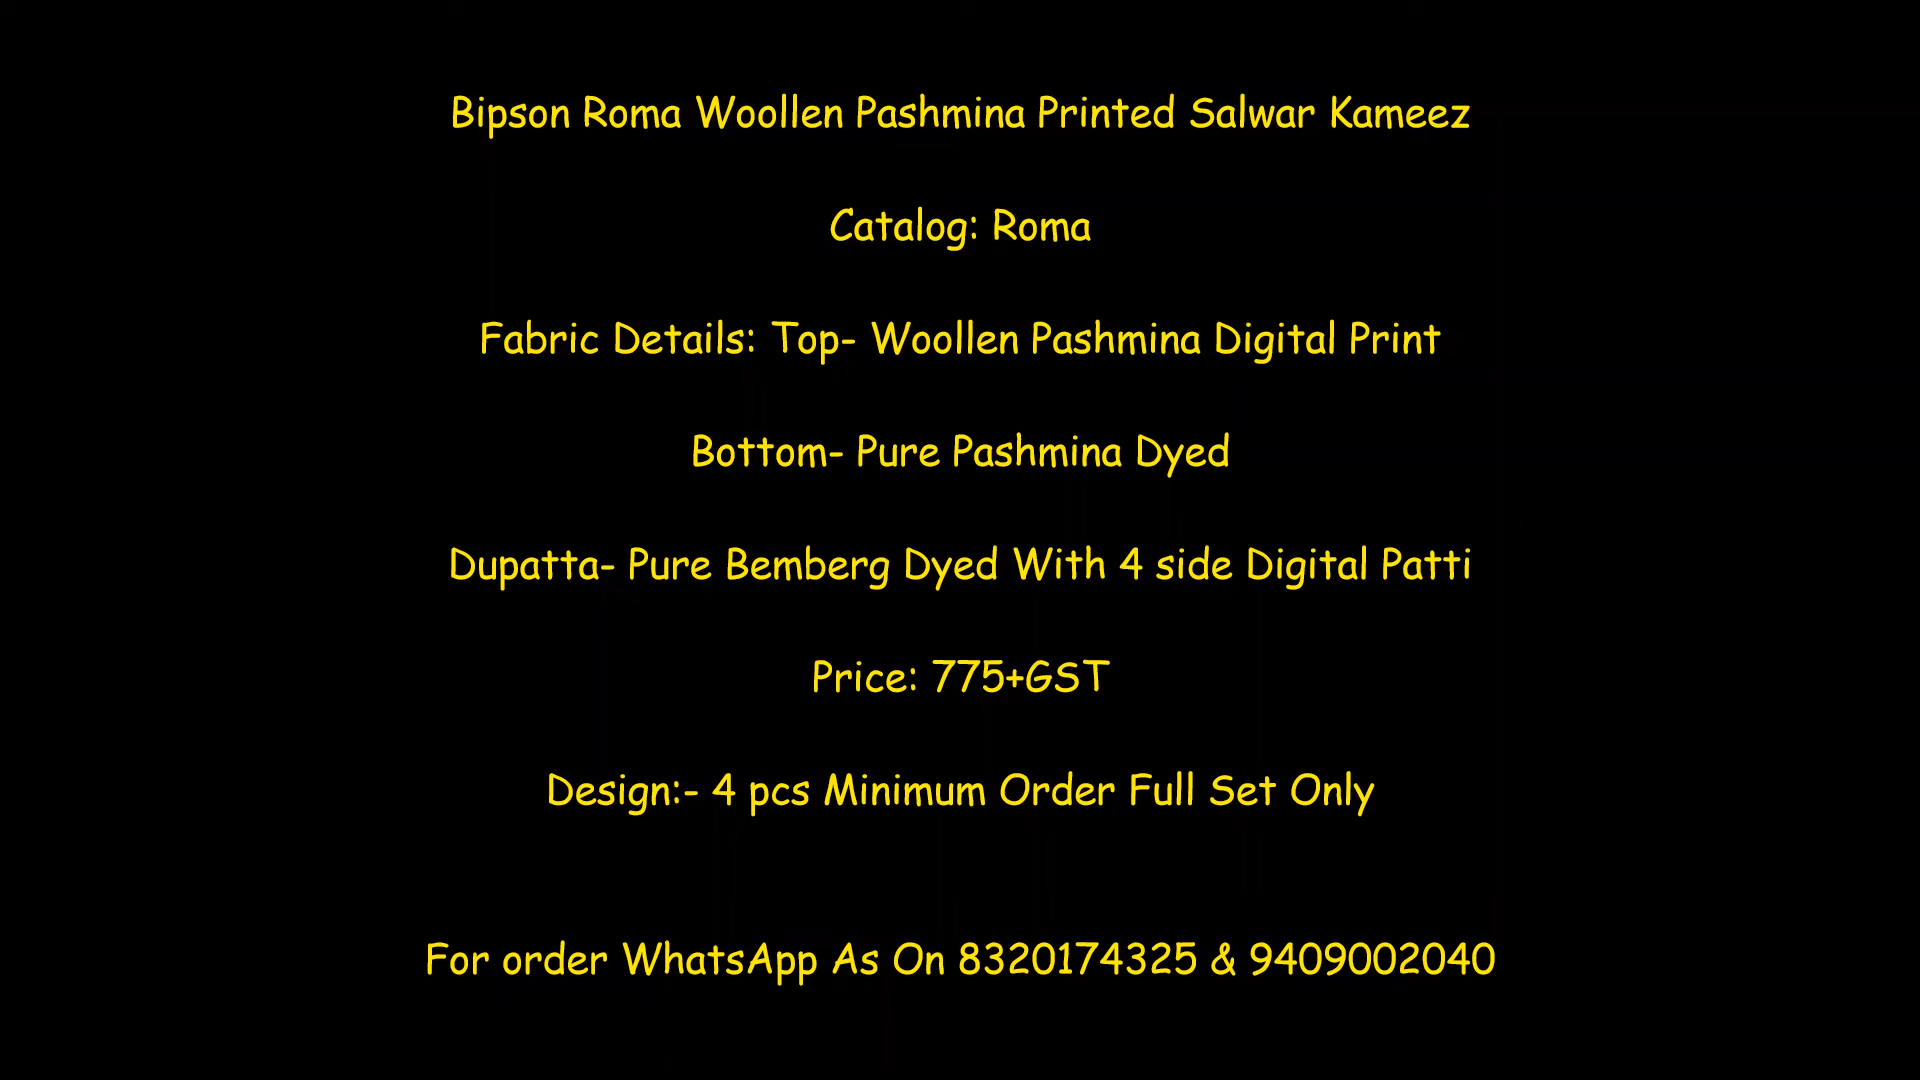 Bipson Roma Woollen Pashmina Printed Salwar Kameez
Catalog: Roma
Fabric Details: Top- Woollen Pashmina Digital Print
Bottom- Pure Pashmina Dyed
Dupatta- Pure Bemberg Dyed With 4 side Digital Patti
Price: 775+GST
Design:- 4 pcs Minimum Order Full Set Only
For order WhatsApp As On 8320174325 & 9409002040